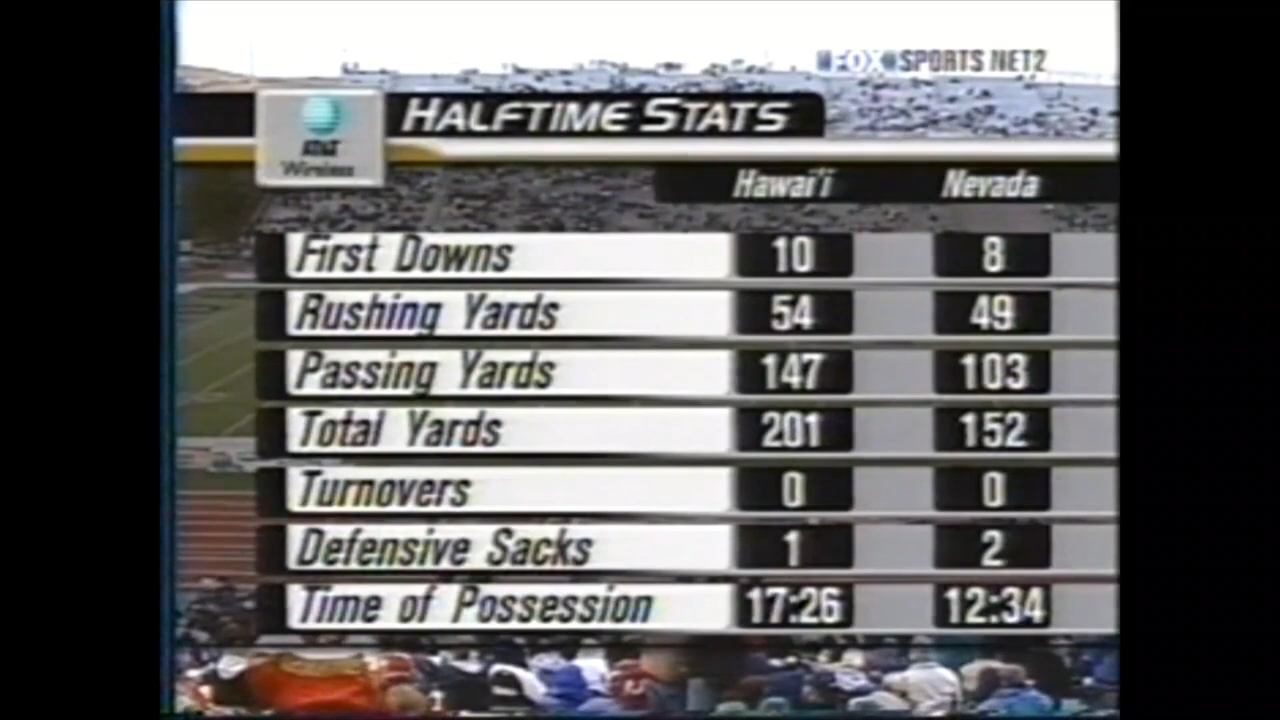 FOX SPORTS NET2
HALFTIME STATS
AT&T
Wireless
Hawai'i Nevada
First Downs 10 8
Rushing Yards 54 49
Passing Yards 147 103
Total Yards 201 152
Turnovers 0 0
Defensive Sacks 1 2
Time of Possession 17:26 12:34